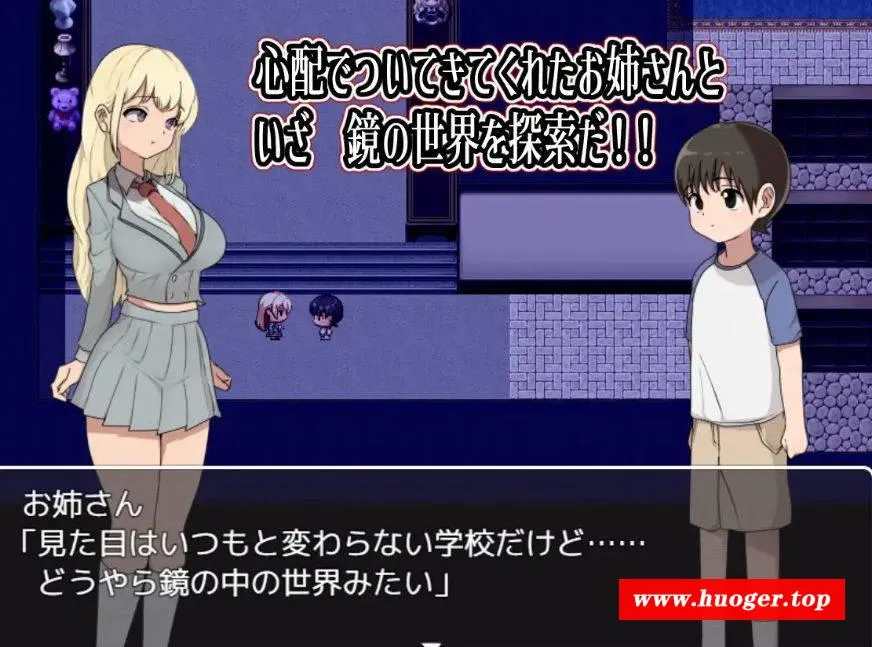 心配でついてきてくれたお姉さんと
いざ　鏡の世界を探索だ！！
お姉さん
「見た目はいつもと変わらない学校だけど……
どうやら鏡の中の世界みたい」
www.huoger.top